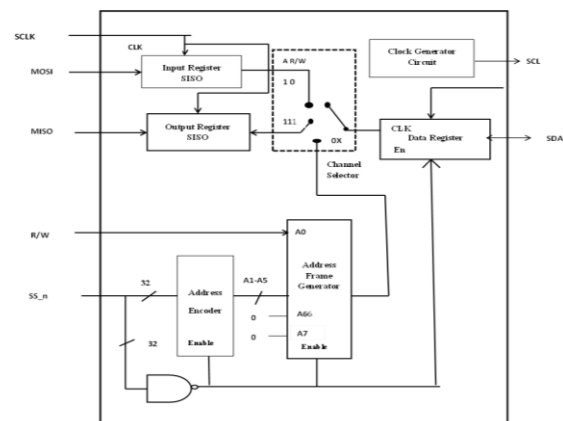 SCLK
CLK
MOSI
Input Register
SISO
A R/W
1 0
Clock Generator
Circuit
SCL
MISO
Output Register
SISO
111
0X
CLK
Data Register
En
SDA
Channel
Selector
R/W
A0
Address
Frame
Generator
SS_n
32
Address
Encoder
Enable
A1-A5
0
A66
0
A7
Enable
32